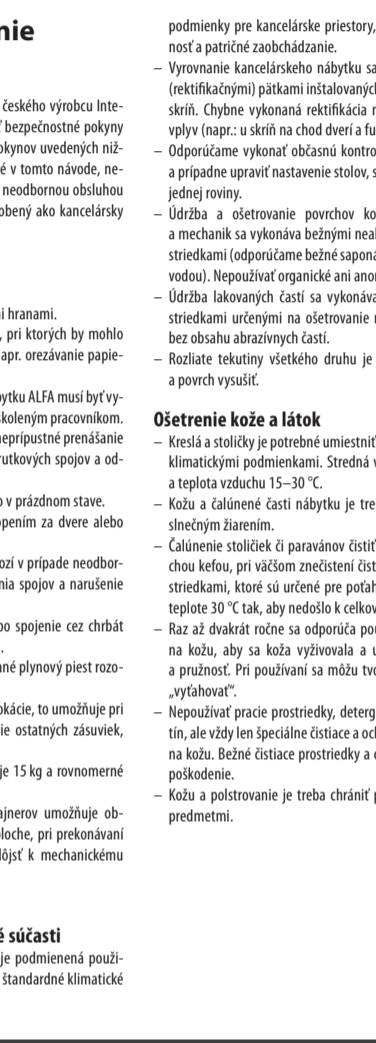 nie
českého výrobcu Inte-
bezpečnostné pokyny
okynov uvedených niž-
é v tomto návode, ne-
neodbornou obsluhou
obený ako kancelársky
ni hranami.
, pri ktorých by mohlo
apr. orezávanie papie-
ytku ALFA musí byť vy-
školeným pracovníkom.
neprípustné prenášanie
rutkových spojov a od-
o v prázdnom stave.
opením za dvere alebo
ozí v prípade neodbor-
nia spojov a narušenie
oo spojenie cez chrbát
.
né plynový piest rozo-
okácie, to umožňuje pri
ie ostatných zásuviek,
je 15 kg a rovnomerné
ajnerov umožňuje ob-
loche, pri prekonávaní
lôjsť k mechanickému
é súčasti
je podmienená použi-
štandardné klimatické
podmienky pre kancelárske priestory,
nosť a patričné zaobchádzanie.
– Vyrovnanie kancelárskeho nábytku sa
(rektifikačnými) pätkami inštalovaných
skríň. Chybne vykonaná rektifikácia
vplyv (napr.: u skríň na chod dverí a fu
– Odporúčame vykonať občasnú kontro
a prípadne upraviť nastavenie stolov, s
jednej roviny.
– Údržba a ošetrovanie povrchov ko
a mechanik sa vykonáva bežnými neal
striedkami (odporúčame bežné saponá
vodou). Nepoužívať organické ani anor
– Údržba lakovaných častí sa vykonáva
striedkami určenými na ošetrovanie
bez obsahu abrazívnych častí.
– Rozliate tekutiny všetkého druhu je
a povrch vysušiť.
Ošetrenie kože a látok
– Kreslá a stoličky je potrebné umiestniť
klimatickými podmienkami. Stredná v
a teplota vzduchu 15–30 °C.
– Kožu a čalúnené časti nábytku je tre
slnečným žiarením.
– Čalúnenie stoličiek či paravánov čistiť
chou kefou, pri väčšom znečistení čist
striedkami, ktoré sú určené pre poťah
teplote 30 °C tak, aby nedošlo k celkov
– Raz až dvakrát ročne sa odporúča pou
na kožu, aby sa koža vyživovala a u
a pružnosť. Pri používaní sa môžu tvo
„vyťahovať“.
– Nepoužívať pracie prostriedky, deterg
tín, ale vždy len špeciálne čistiace a och
na kožu. Bežné čistiace prostriedky a
poškodenie.
– Kožu a polstrovanie je treba chrániť p
predmetmi.